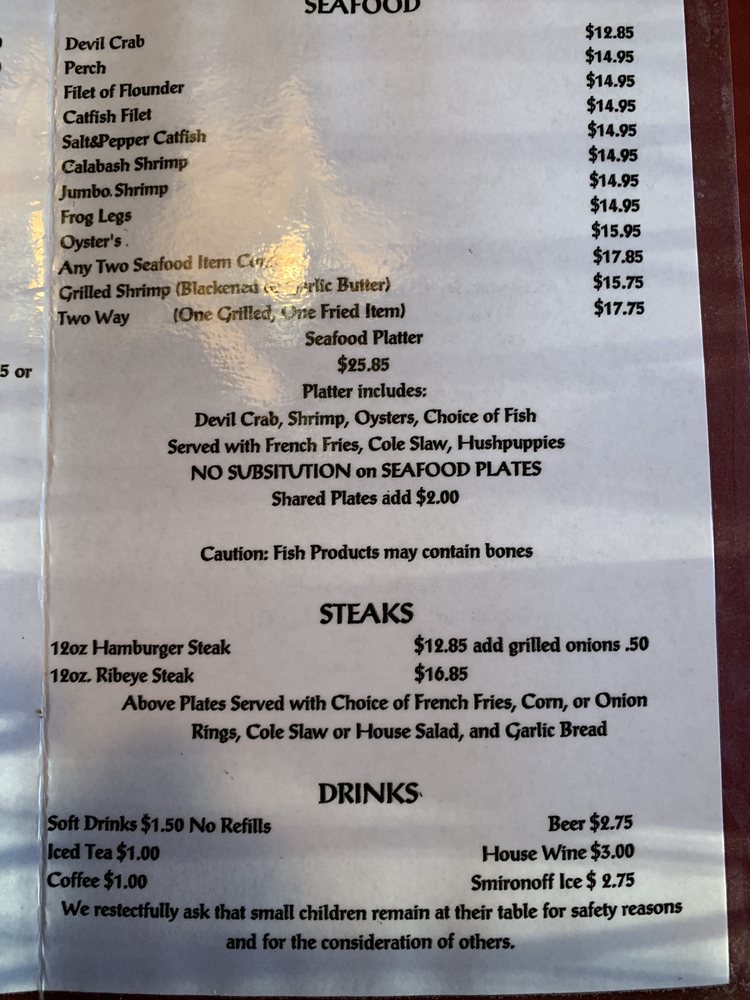 SEAFOOD
Devil Crab $12.85
Perch $14.95
Filet of Flounder $14.95
Catfish Filet $14.95
Salt&Pepper Catfish $14.95
Calabash Shrimp $14.95
Jumbo Shrimp $14.95
Frog Legs $14.95
Oyster's $15.95
Any Two Seafood Item $17.85
Grilled Shrimp (Blackened Butter) $15.75
Two Way (One Grilled, One Fried Item) $17.75
Seafood Platter
$25.85
Platter includes:
Devil Crab, Shrimp, Oysters, Choice of Fish
Served with French Fries, Cole Slaw, Hushpuppies
NO SUBSITUTION on SEAFOOD PLATES
Shared Plates add $2.00
Caution: Fish Products may contain bones
5 or
STEAKS
12oz Hamburger Steak $12.85 add grilled onions .50
12oz. Ribeye Steak $16.85
Above Plates Served with Choice of French Fries, Corn, or Onion
Rings, Cole Slaw or House Salad, and Garlic Bread
DRINKS
Soft Drinks $1.50 No Refills Beer $2.75
Iced Tea $1.00 House Wine $3.00
Coffee $1.00 Smironoff Ice $ 2.75
We restectfully ask that small children remain at their table for safety reasons
and for the consideration of others.